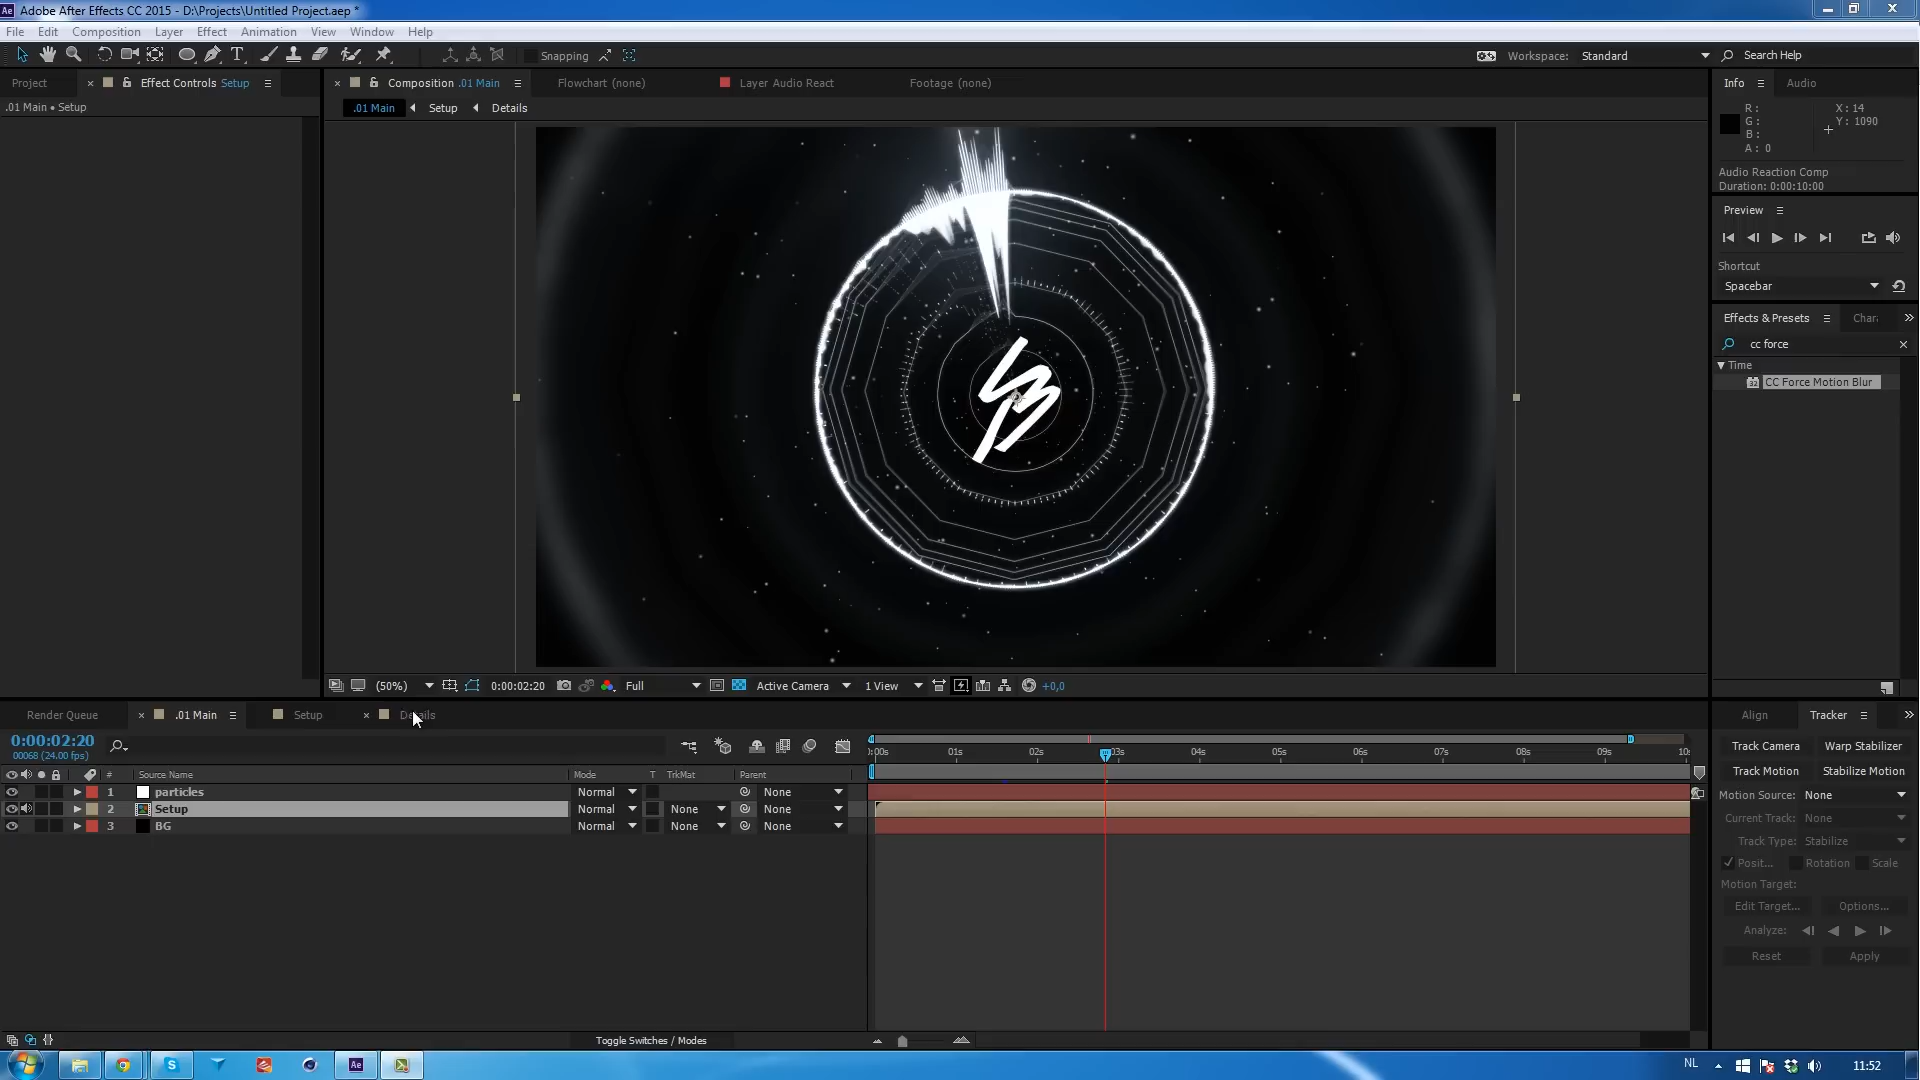 Adobe After Effects CC 2015 - D:\Projects\Untitled Project.aep *
File Edit Composition Layer Effect Animation View Window Help
Snapping Workspace: Standard Search Help
Project Effect Controls Setup Composition .01 Main Flowchart (none) Layer Audio React Footage (none) Info Audio
.01 Main • Setup .01 Main Setup Details
R: X: 14
G: Y: 1090
B:
A: 0
Audio Reaction Comp
Duration: 0:00:10:00
Preview
Shortcut
Spacebar
Effects & Presets
cc force
Time
CC Force Motion Blur
(50%) 0:00:02:20 Full Active Camera 1 View +0,0
Render Queue .01 Main Setup Details Align Tracker
0:00:02:20
00068 (24.00 fps)
01s 02s 03s 04s 05s 06s 07s 08s 09s
# Source Name Mode T TrkMat Parent
1 particles Normal None
2 Setup Normal None None
3 BG Normal None None
Track Camera Warp Stabilizer
Track Motion Stabilize Motion
Motion Source: None
Current Track: None
Track Type: Stabilize
Posit... Rotation Scale
Motion Target:
Edit Target... Options...
Analyze:
Reset Apply
Toggle Switches / Modes
Ae NL 11:52